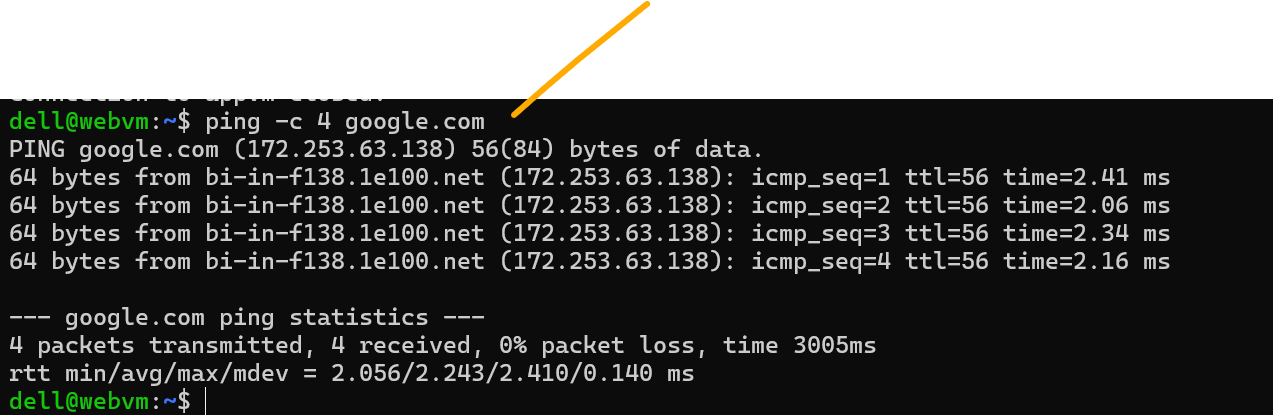 dell@webvm:~$ ping -c 4 google.com
PING google.com (172.253.63.138) 56(84) bytes of data.
64 bytes from bi-in-f138.1e100.net (172.253.63.138): icmp_seq=1 ttl=56 time=2.41 ms
64 bytes from bi-in-f138.1e100.net (172.253.63.138): icmp_seq=2 ttl=56 time=2.06 ms
64 bytes from bi-in-f138.1e100.net (172.253.63.138): icmp_seq=3 ttl=56 time=2.34 ms
64 bytes from bi-in-f138.1e100.net (172.253.63.138): icmp_seq=4 ttl=56 time=2.16 ms
--- google.com ping statistics ---
4 packets transmitted, 4 received, 0% packet loss, time 3005ms
rtt min/avg/max/mdev = 2.056/2.243/2.410/0.140 ms
dell@webvm:~$